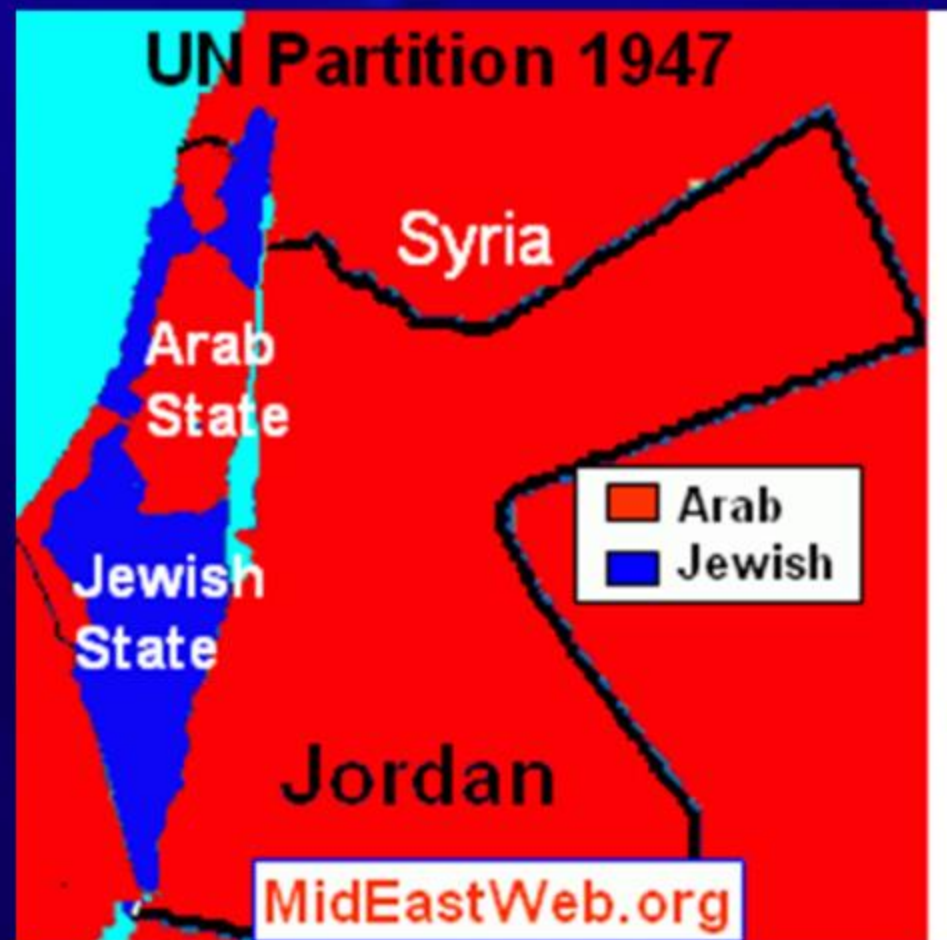 UN Partition 1947
Syria
Arab
State
Arab
Jewish
Jewish
State
Jordan
MidEastWeb.org